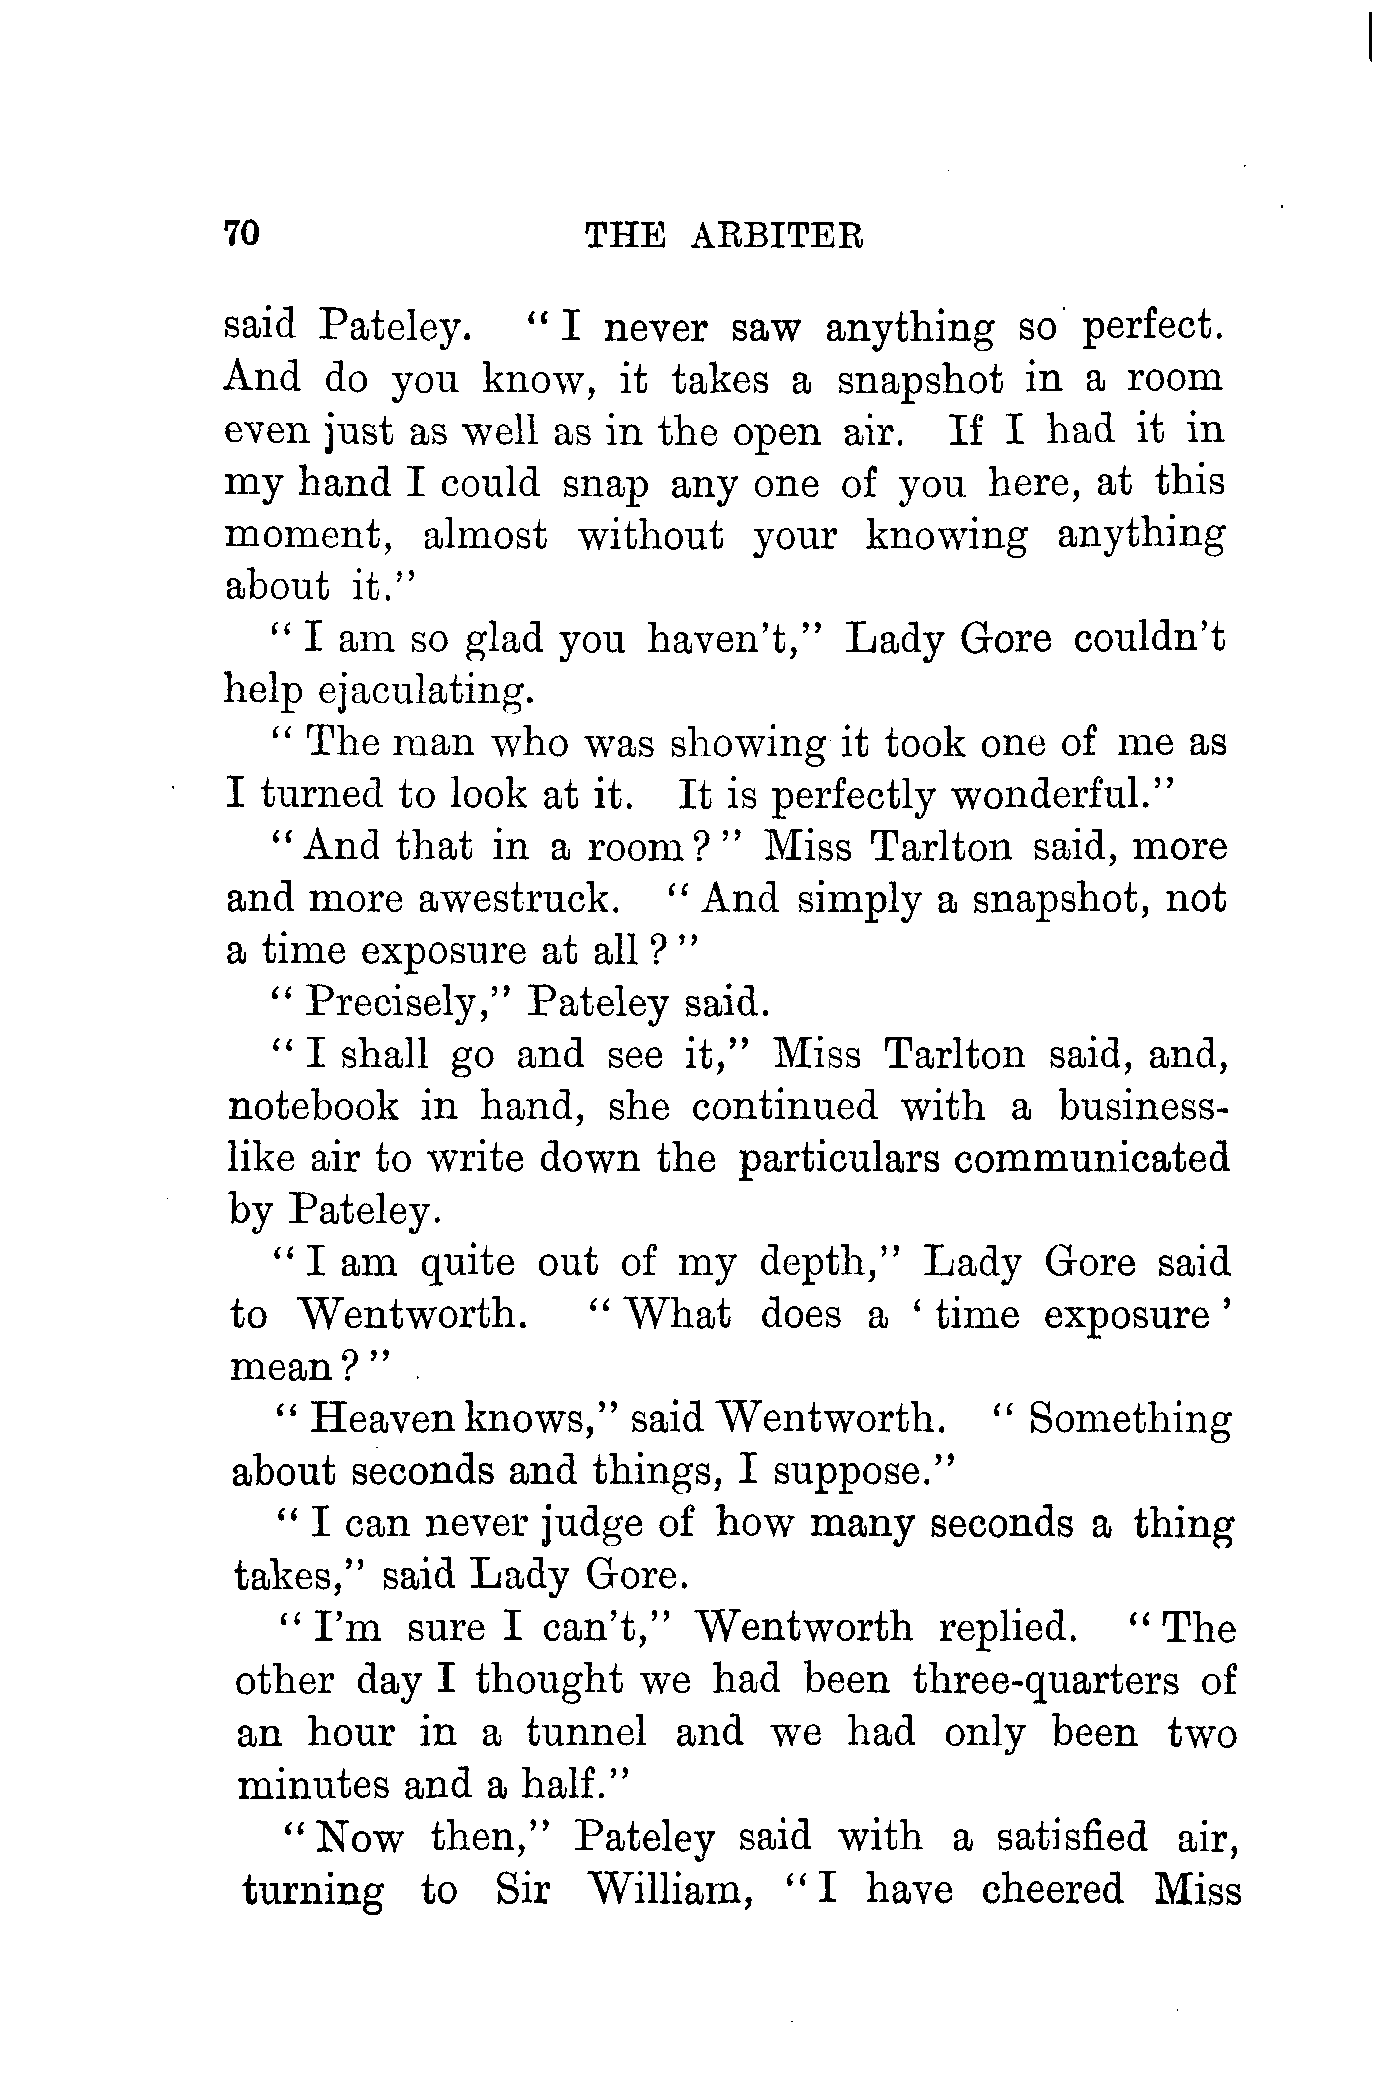 70 THE ARBITER
said Pateley. “ I never saw anything so perfect.
And do you know, it takes a snapshot in a room
even just as well as in the open air. If I had it in
my hand I could snap any one of you here, at this
moment, almost without your knowing anything
about it.”
“ I am so glad you haven’t,” Lady Gore couldn’t
help ejaculating.
“ The man who was showing it took one of me as
I turned to look at it. It is perfectly wonderful.”
“ And that in a room ? ” Miss Tarlton said, more
and more awestruck. “ And simply a snapshot, not
a time exposure at all ? ”
“ Precisely,” Pateley said.
“ I shall go and see it,” Miss Tarlton said, and,
notebook in hand, she continued with a business-
like air to write down the particulars communicated
by Pateley.
“ I am quite out of my depth,” Lady Gore said
to Wentworth. “ What does a ‘ time exposure ’
mean ? ”
“ Heaven knows,” said Wentworth. “ Something
about seconds and things, I suppose.”
“ I can never judge of how many seconds a thing
takes,” said Lady Gore.
“ I’m sure I can’t,” Wentworth replied. “ The
other day I thought we had been three-quarters of
an hour in a tunnel and we had only been two
minutes and a half.”
“ Now then,” Pateley said with a satisfied air,
turning to Sir William, “ I have cheered Miss